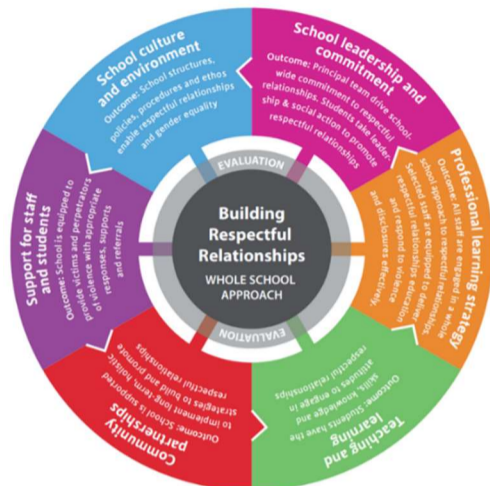 School culture
and environment
Outcome: School structures,
policies, procedures and ethos
enable respectful relationships
and gender equality
School leadership and
commitment
Outcome: Principal team drive school-
wide commitment to respectful
relationships. Students take leader-
ship & social action to promote
respectful relationships
Professional learning strategy
Outcome: All staff are engaged in a whole
school approach to respectful relationships.
Selected staff are equipped to deliver
respectful relationships education
and respond to violence
and disclosures effectively
Teaching and
learning
Outcome: Students have the
skills, knowledge and
attitudes to engage in
respectful relationships
Community
partnerships
Outcome: School is supported
to implement long term, holistic
strategies to build and promote
respectful relationships
Support for staff
and students
Outcome: School is equipped to
provide victims and perpetrators
of violence with appropriate
responses, supports
and referrals
EVALUATION
Building
Respectful
Relationships
WHOLE SCHOOL
APPROACH
EVALUATION